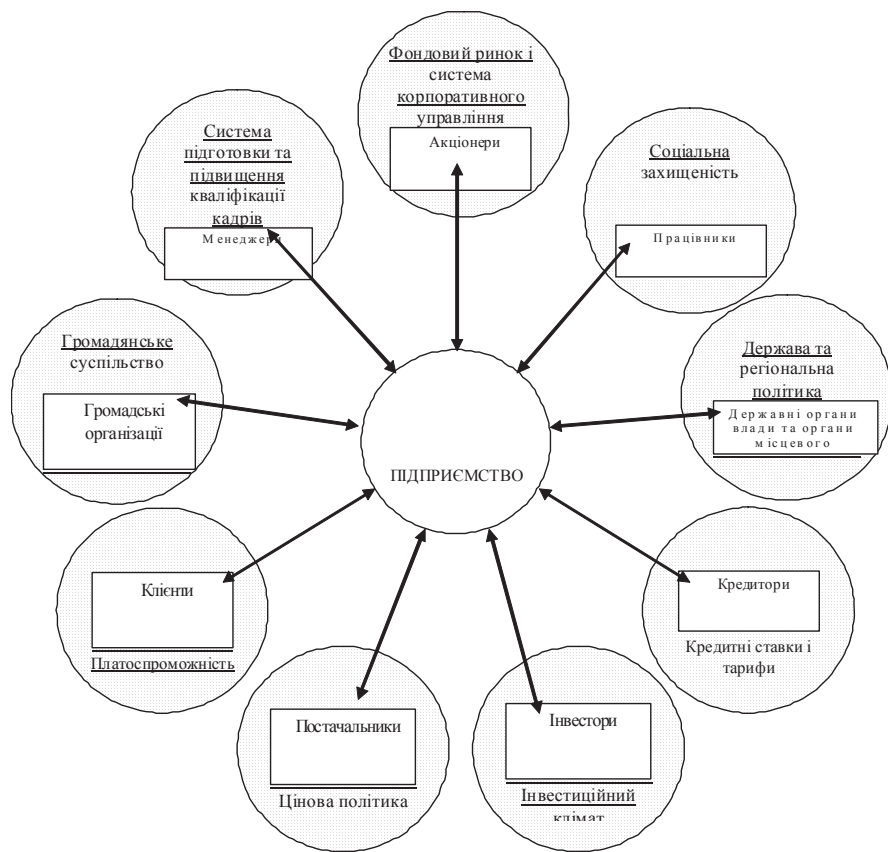 Фондовий ринок і
система
корпоративного
управління
Акціонери
Система
підготовки та
підвищення
кваліфікації
кадрів
Менеджери
Соціальна
захищеність
Працівники
Громадянське
суспільство
Громадські
організації
Держава та
регіональна
політика
Державні органи
влади та органи
місцевого
ПІДПРИЄМСТВО
Клієнти
Платоспроможність
Кредитори
Кредитні ставки і
тарифи
Постачальники
Цінова політика
Інвестори
Інвестиційний
клімат